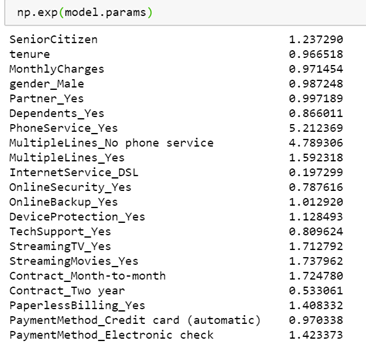 np.exp(model.params)
SeniorCitizen 1.237290
tenure 0.966518
MonthlyCharges 0.971454
gender_Male 0.987248
Partner_Yes 0.997189
Dependents_Yes 0.866011
PhoneService_Yes 5.212369
MultipleLines_No phone service 4.789306
MultipleLines_Yes 1.592318
InternetService_DSL 0.197299
OnlineSecurity_Yes 0.787616
OnlineBackup_Yes 1.012920
DeviceProtection_Yes 1.128493
TechSupport_Yes 0.809624
StreamingTV_Yes 1.712792
StreamingMovies_Yes 1.737962
Contract_Month-to-month 1.724780
Contract_Two year 0.533061
PaperlessBilling_Yes 1.408332
PaymentMethod_Credit card (automatic) 0.970338
PaymentMethod_Electronic check 1.423373